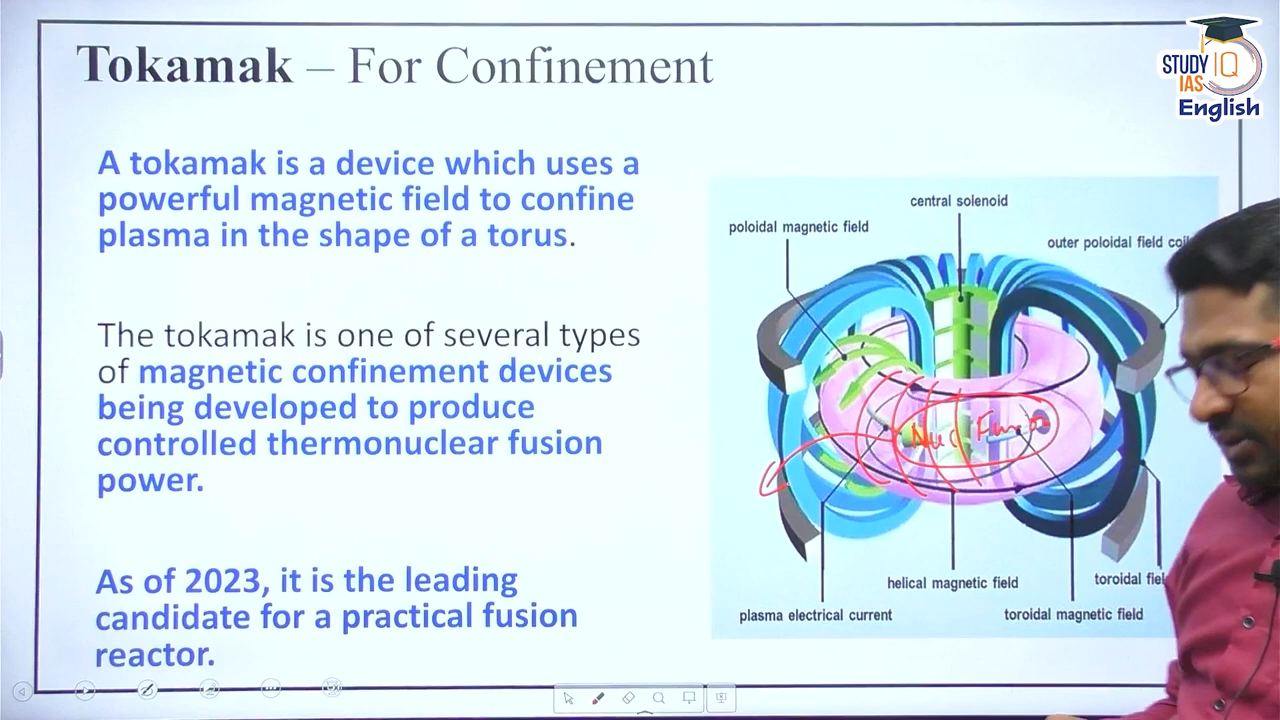 Tokamak – For Confinement
STUDY IQ
IAS
English
A tokamak is a device which uses a
powerful magnetic field to confine
plasma in the shape of a torus.
The tokamak is one of several types
of magnetic confinement devices
being developed to produce
controlled thermonuclear fusion
power.
As of 2023, it is the leading
candidate for a practical fusion
reactor.
central solenoid
poloidal magnetic field
outer poloidal field
Nuc Fusion
helical magnetic field
toroidal
plasma electrical current
toroidal magnetic field